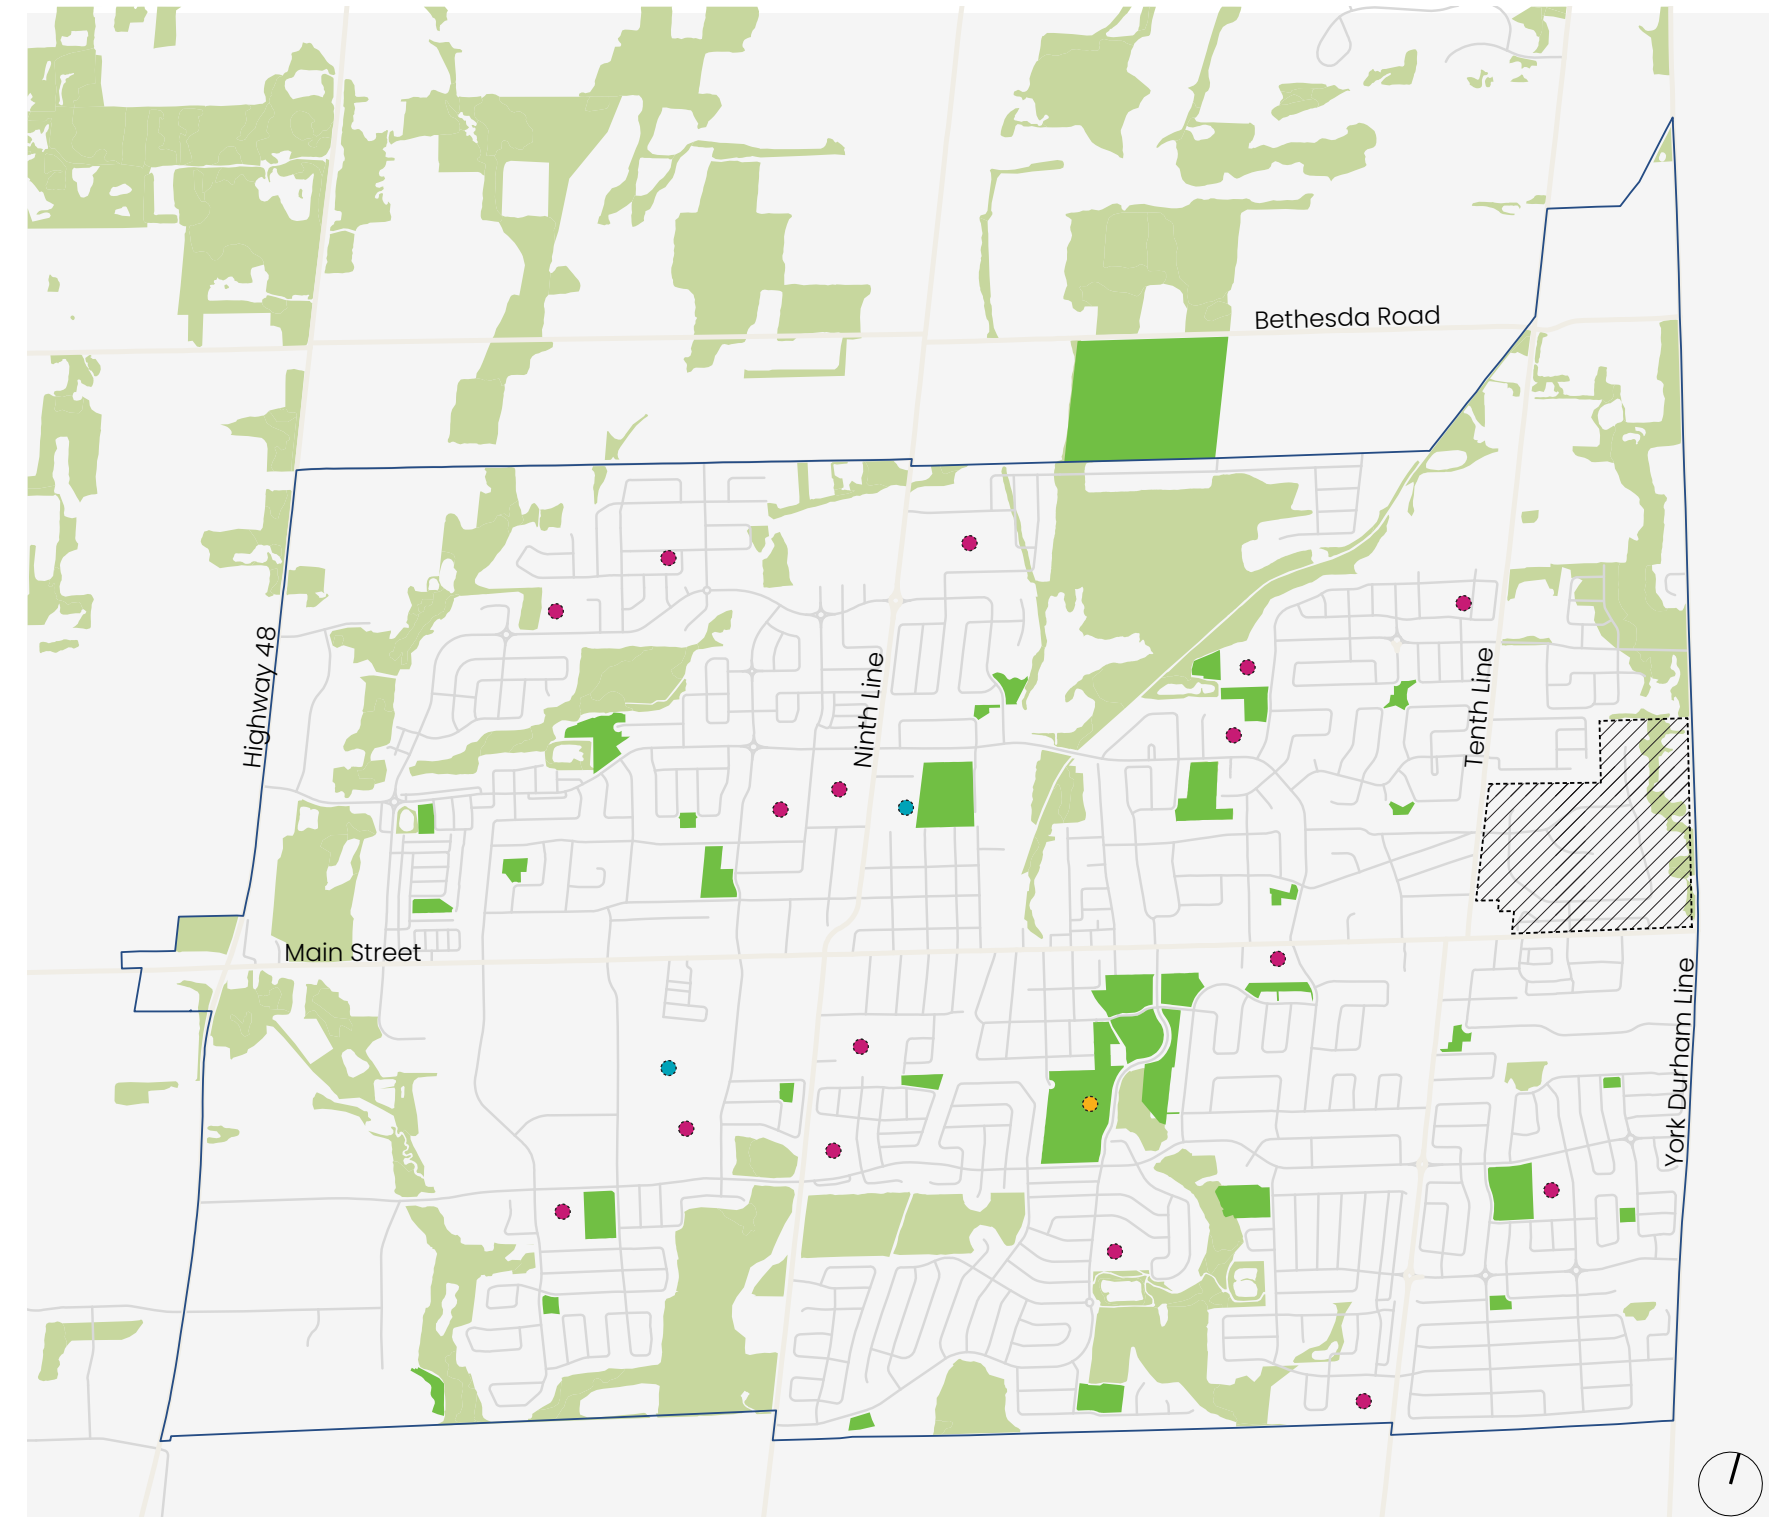 Bethesda Road
Highway 48
Ninth Line
Tenth Line
Main Street
York Durham Line